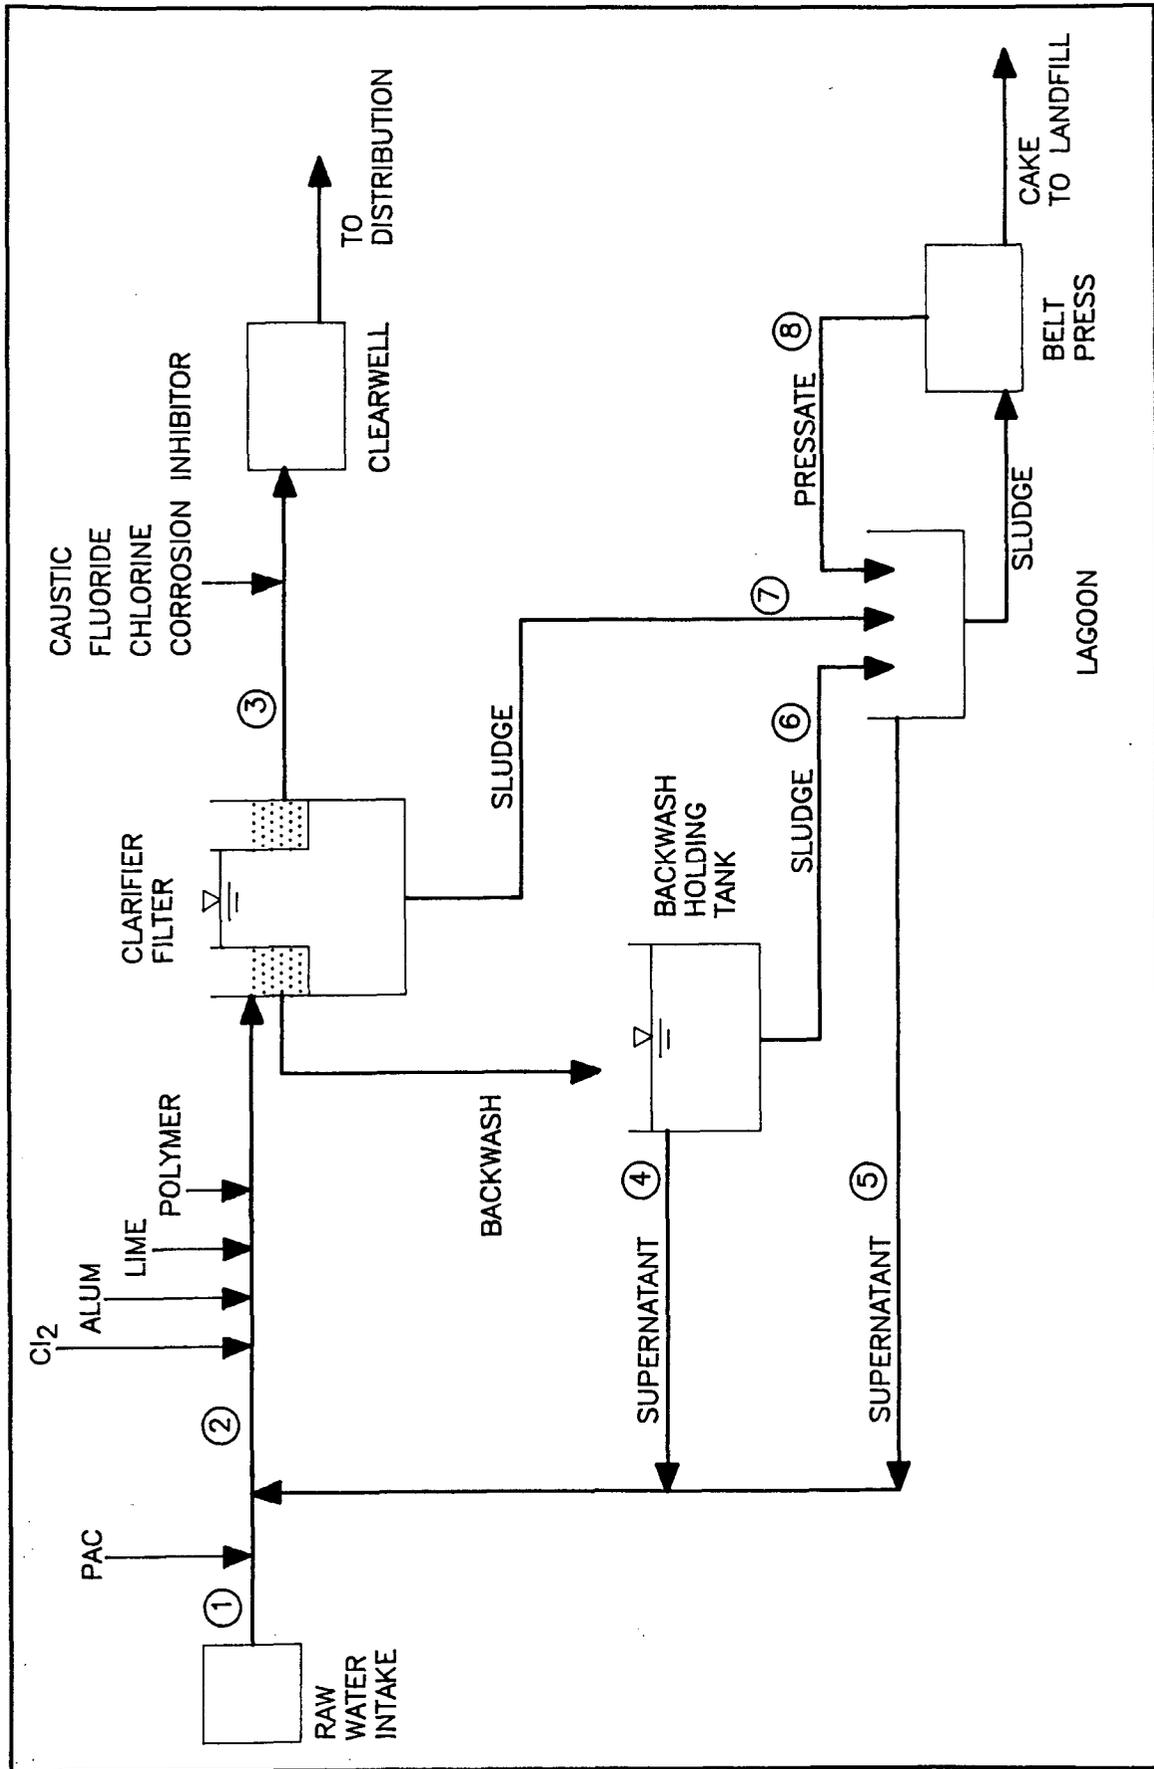 CAUSTIC
FLUORIDE
CHLORINE
CORROSION INHIBITOR
Cl2
ALUM
LIME
POLYMER
PAC
1
2
3
RAW
WATER
INTAKE
CLARIFIER
FILTER
CLEARWELL
TO
DISTRIBUTION
BACKWASH
SLUDGE
BACKWASH
HOLDING
TANK
4
SUPERNATANT
SLUDGE
6
7
PRESSATE
8
5
SUPERNATANT
LAGOON
SLUDGE
BELT
PRESS
CAKE
TO LANDFILL